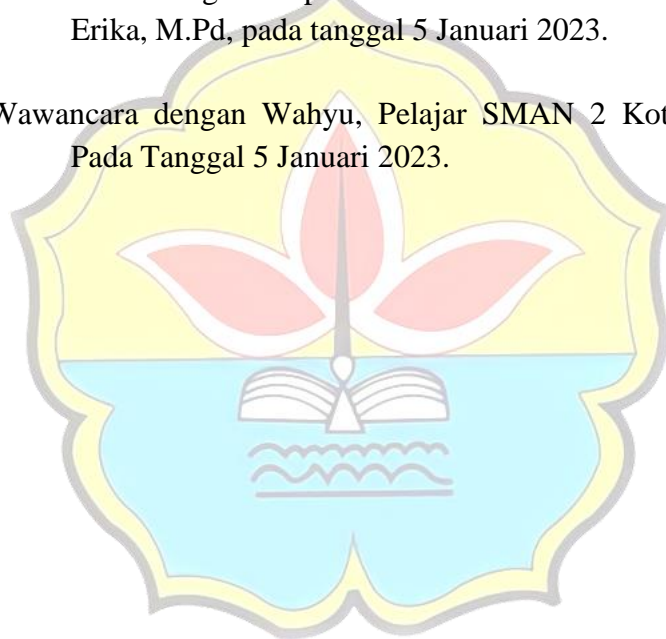 Erika, M.Pd, pada tanggal 5 Januari 2023.
Wawancara dengan Wahyu, Pelajar SMAN 2
Pada Tanggal 5 Januari 2023.